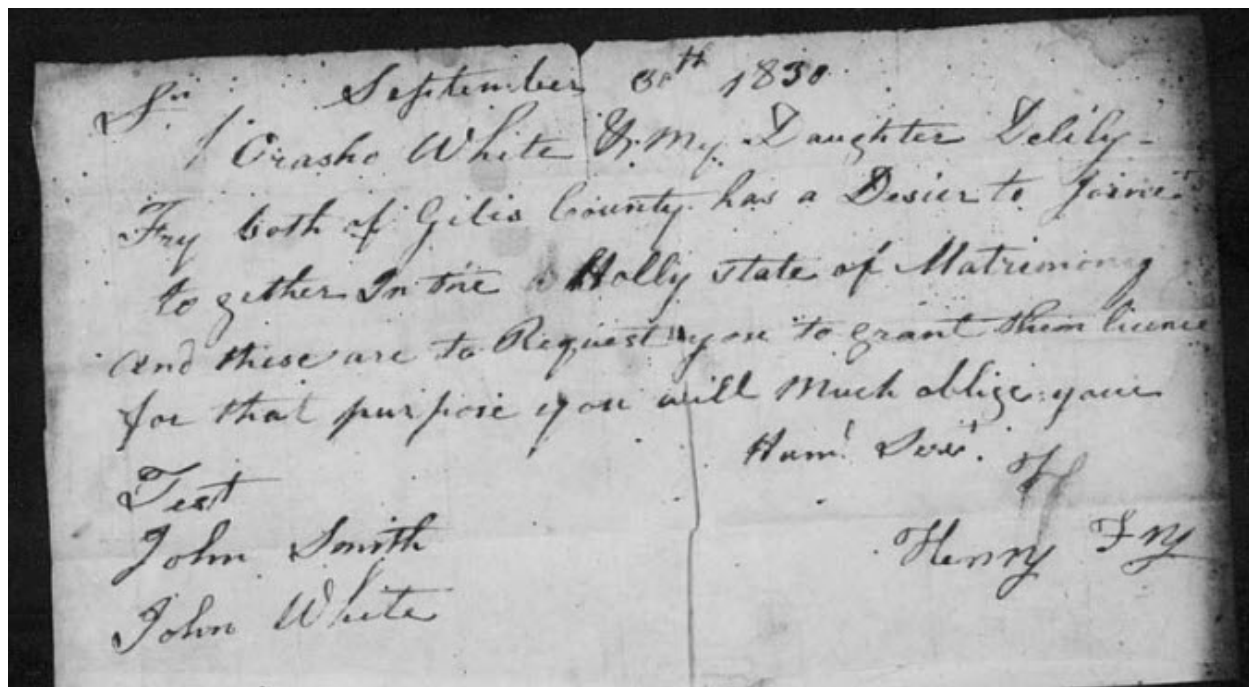 September 30th 1830
Sir
Orasho White & My Daughter Delily
Fry both of Gilis County has a Desier to Joine
to gether In the Holly state of Matrimony
and these are to Request you to grant them licence
for that purpose you will Much oblige your
Huml Servt.
Test
John Smith
John White
Henry Fry